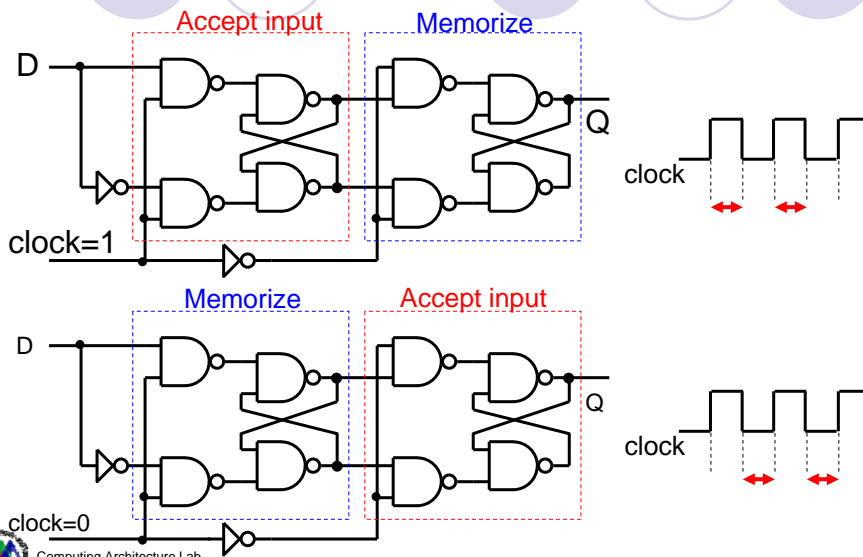 Accept input
Memorize
D
Q
clock
clock=1
Memorize
Accept input
D
Q
clock
clock=0
Computing Architecture Lab